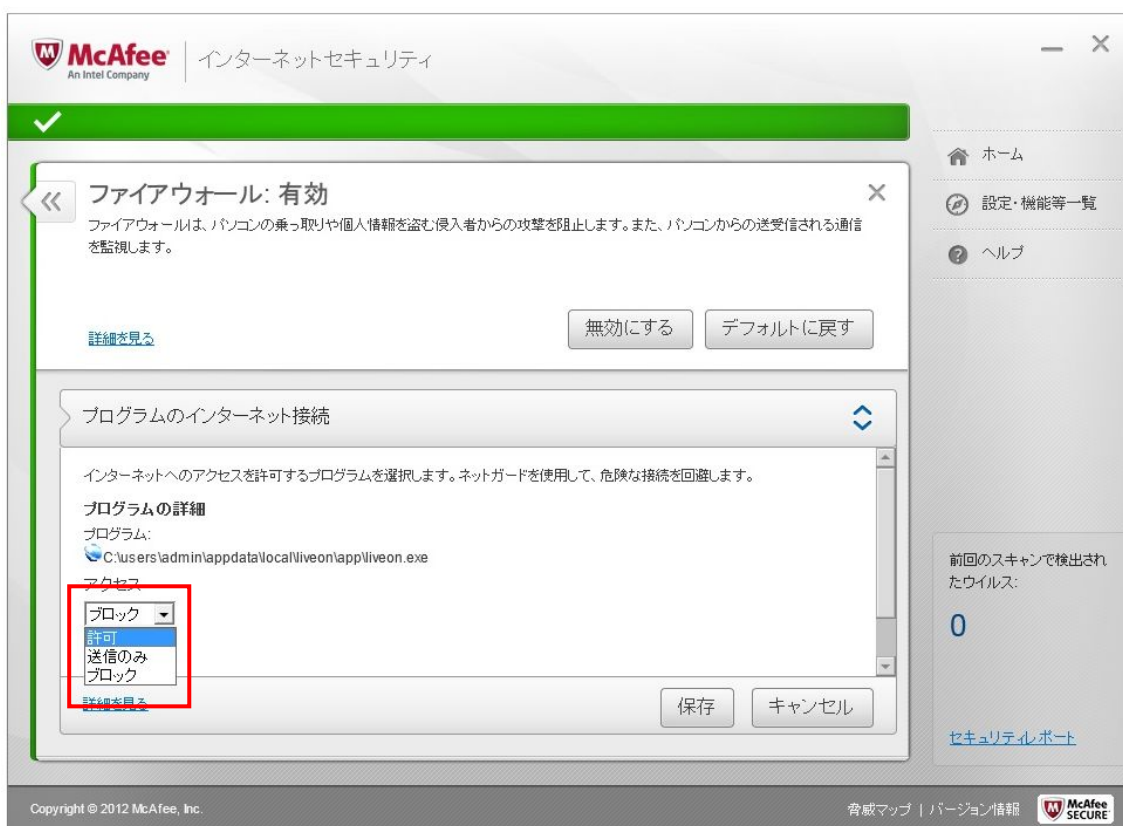 McAfee
An Intel Company
インターネットセキュリティ
ホーム
設定・機能等一覧
ヘルプ
ファイアウォール: 有効
ファイアウォールは、パソコンの乗っ取りや個人情報を盗む侵入者からの攻撃を阻止します。また、パソコンからの送受信される通信
を監視します。
詳細を見る
無効にする
デフォルトに戻す
プログラムのインターネット接続
インターネットへのアクセスを許可するプログラムを選択します。ネットガードを使用して、危険な接続を回避します。
プログラムの詳細
プログラム:
C:\users\admin\appdata\local\liveon\app\liveon.exe
アクセス
ブロック
許可
送信のみ
ブロック
詳細を見る
保存
キャンセル
前回のスキャンで検出され
たウイルス:
0
セキュリティレポート
Copyright © 2012 McAfee, Inc.
脅威マップ | バージョン情報
McAfee
SECURE